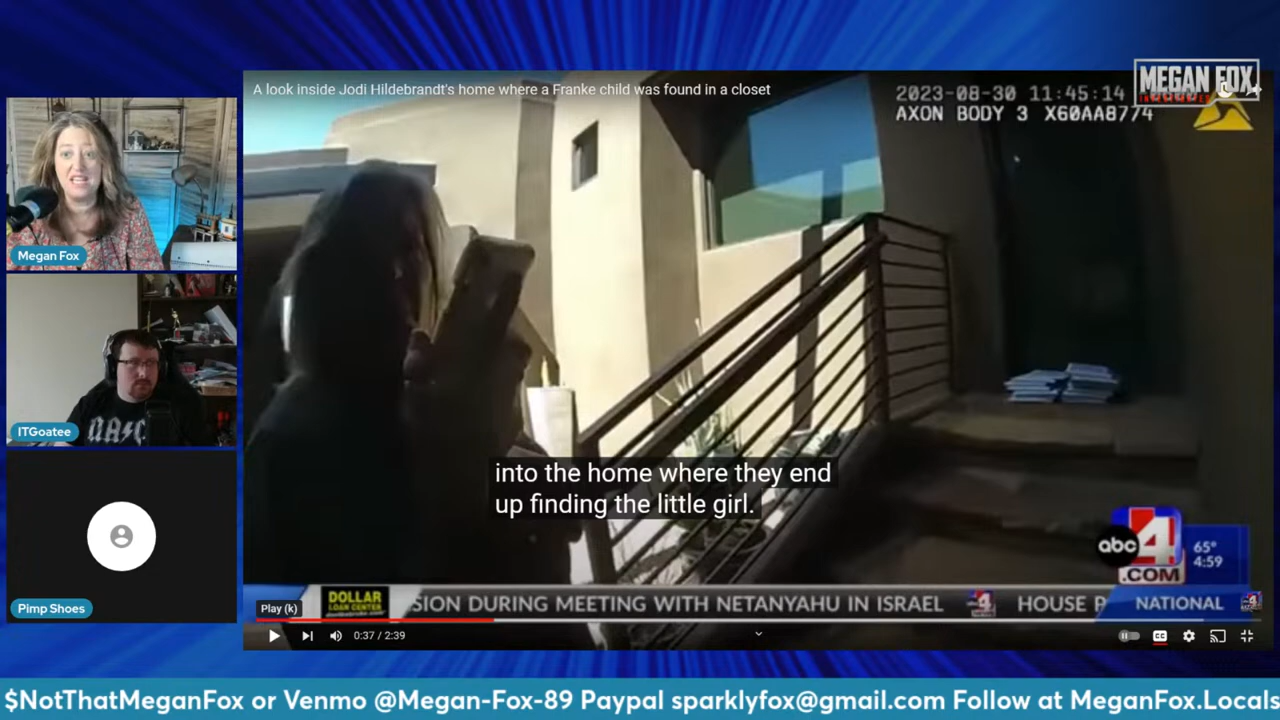 A look inside Jodi Hildebrandt's home where a Franke child was found in a closet
2023-08-30 11:45:14
AXON BODY 3 X60AA8774
MEGAN FOX
Megan Fox
ITGoatee
Pimp Shoes
into the home where they end
up finding the little girl.
abc 4
.COM
65°
4:59
Play (k)
DOLLAR
LOAN CENTER
SION DURING MEETING WITH NETANYAHU IN ISRAEL
4
HOUSE P
NATIONAL
0:37 / 2:39
CC
$NotThatMeganFox or Venmo @Megan-Fox-89 Paypal sparklyfox@gmail.com Follow at MeganFox.Locals